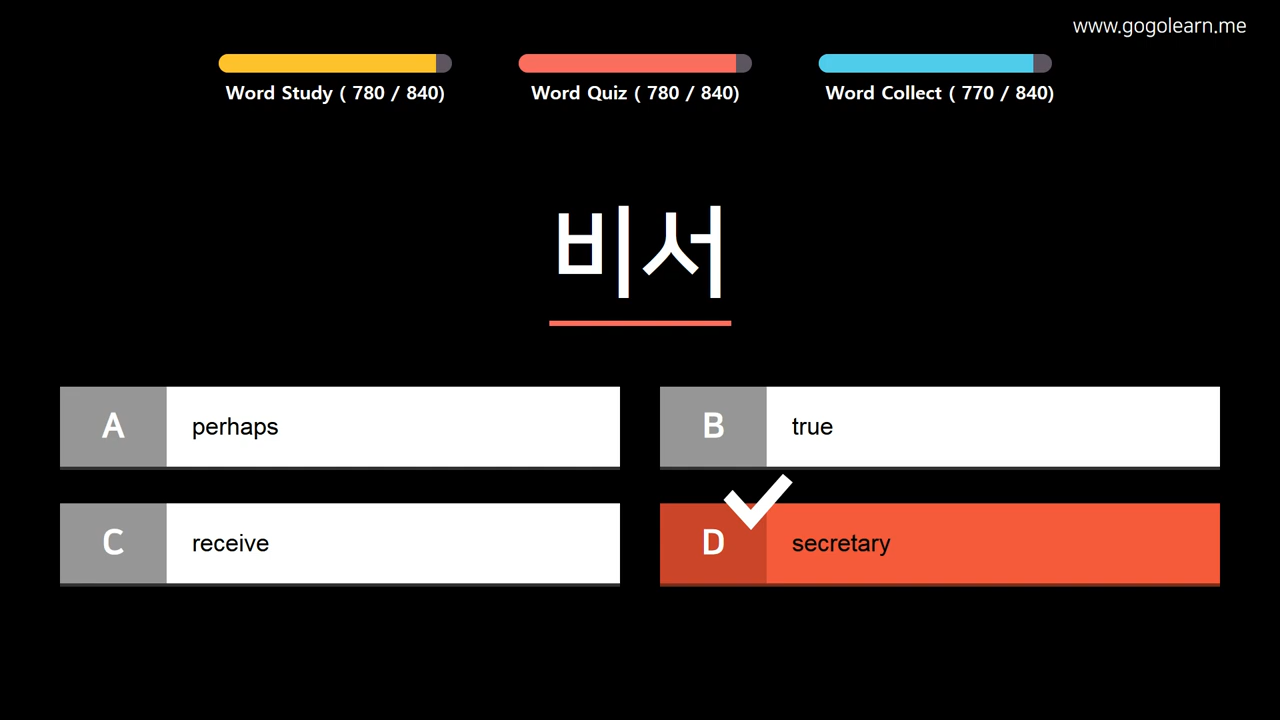 www.gogolearn.me
Word Study ( 780 / 840)
Word Quiz ( 780 / 840)
Word Collect ( 770 / 840)
비서
A perhaps
B true
C receive
D secretary